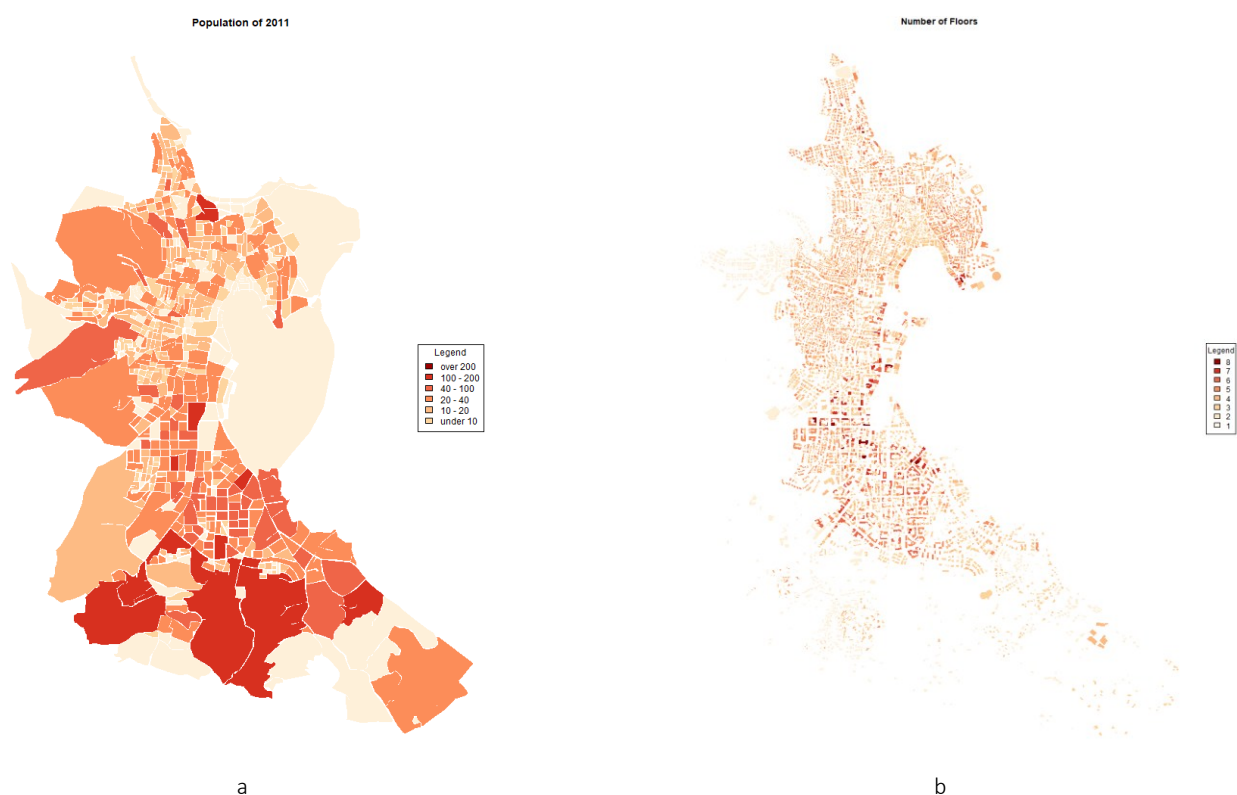 Population of 2011
Number of Floors
Legend
over 200
100 - 200
40 - 100
20 - 40
10 - 20
under 10
Legend
8
7
6
5
4
3
2
1
a
b